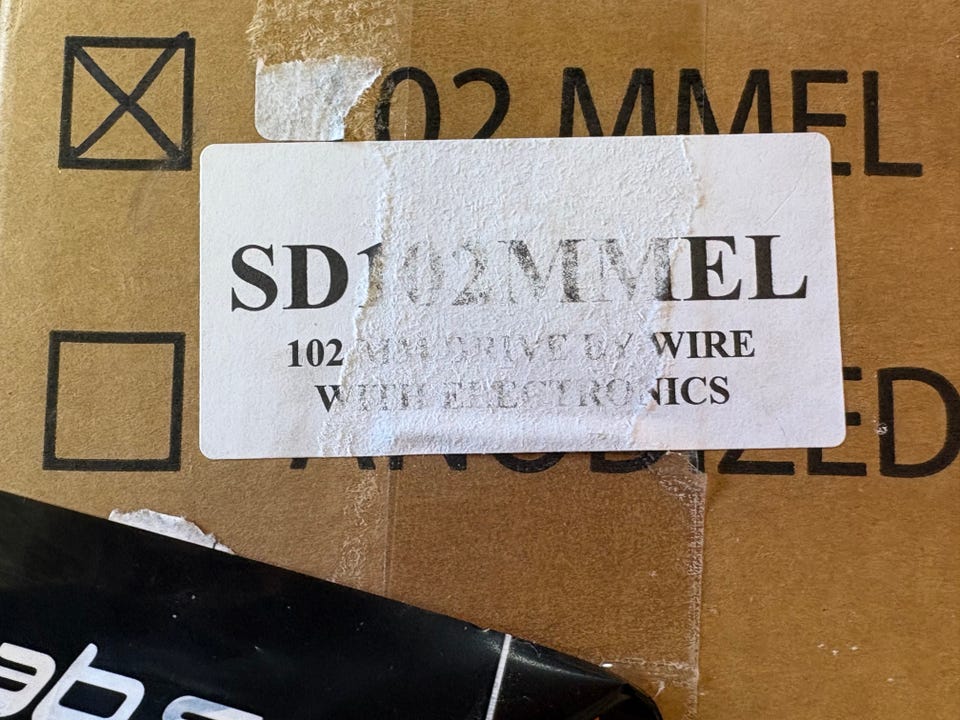 102 MMEL
SD102MMEL
102 MM DRIVE BY WIRE
WITH ELECTRONICS
ANODIZED